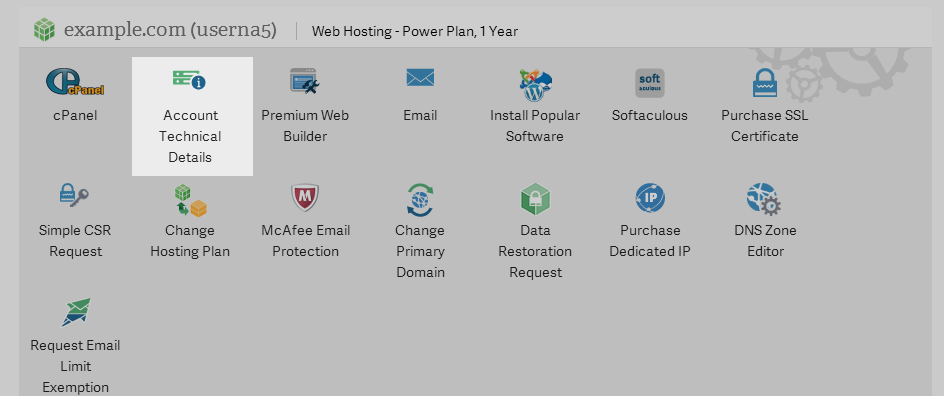 example.com (userna5) Web Hosting - Power Plan, 1 Year
cPanel
cPanel
Account
Technical
Details
Premium Web
Builder
Email
Install Popular
Software
soft
aculous
Softaculous
Purchase SSL
Certificate
Simple CSR
Request
Change
Hosting Plan
M
McAfee Email
Protection
Change
Primary
Domain
Data
Restoration
Request
IP
Purchase
Dedicated IP
DNS Zone
Editor
Request Email
Limit
Exemption